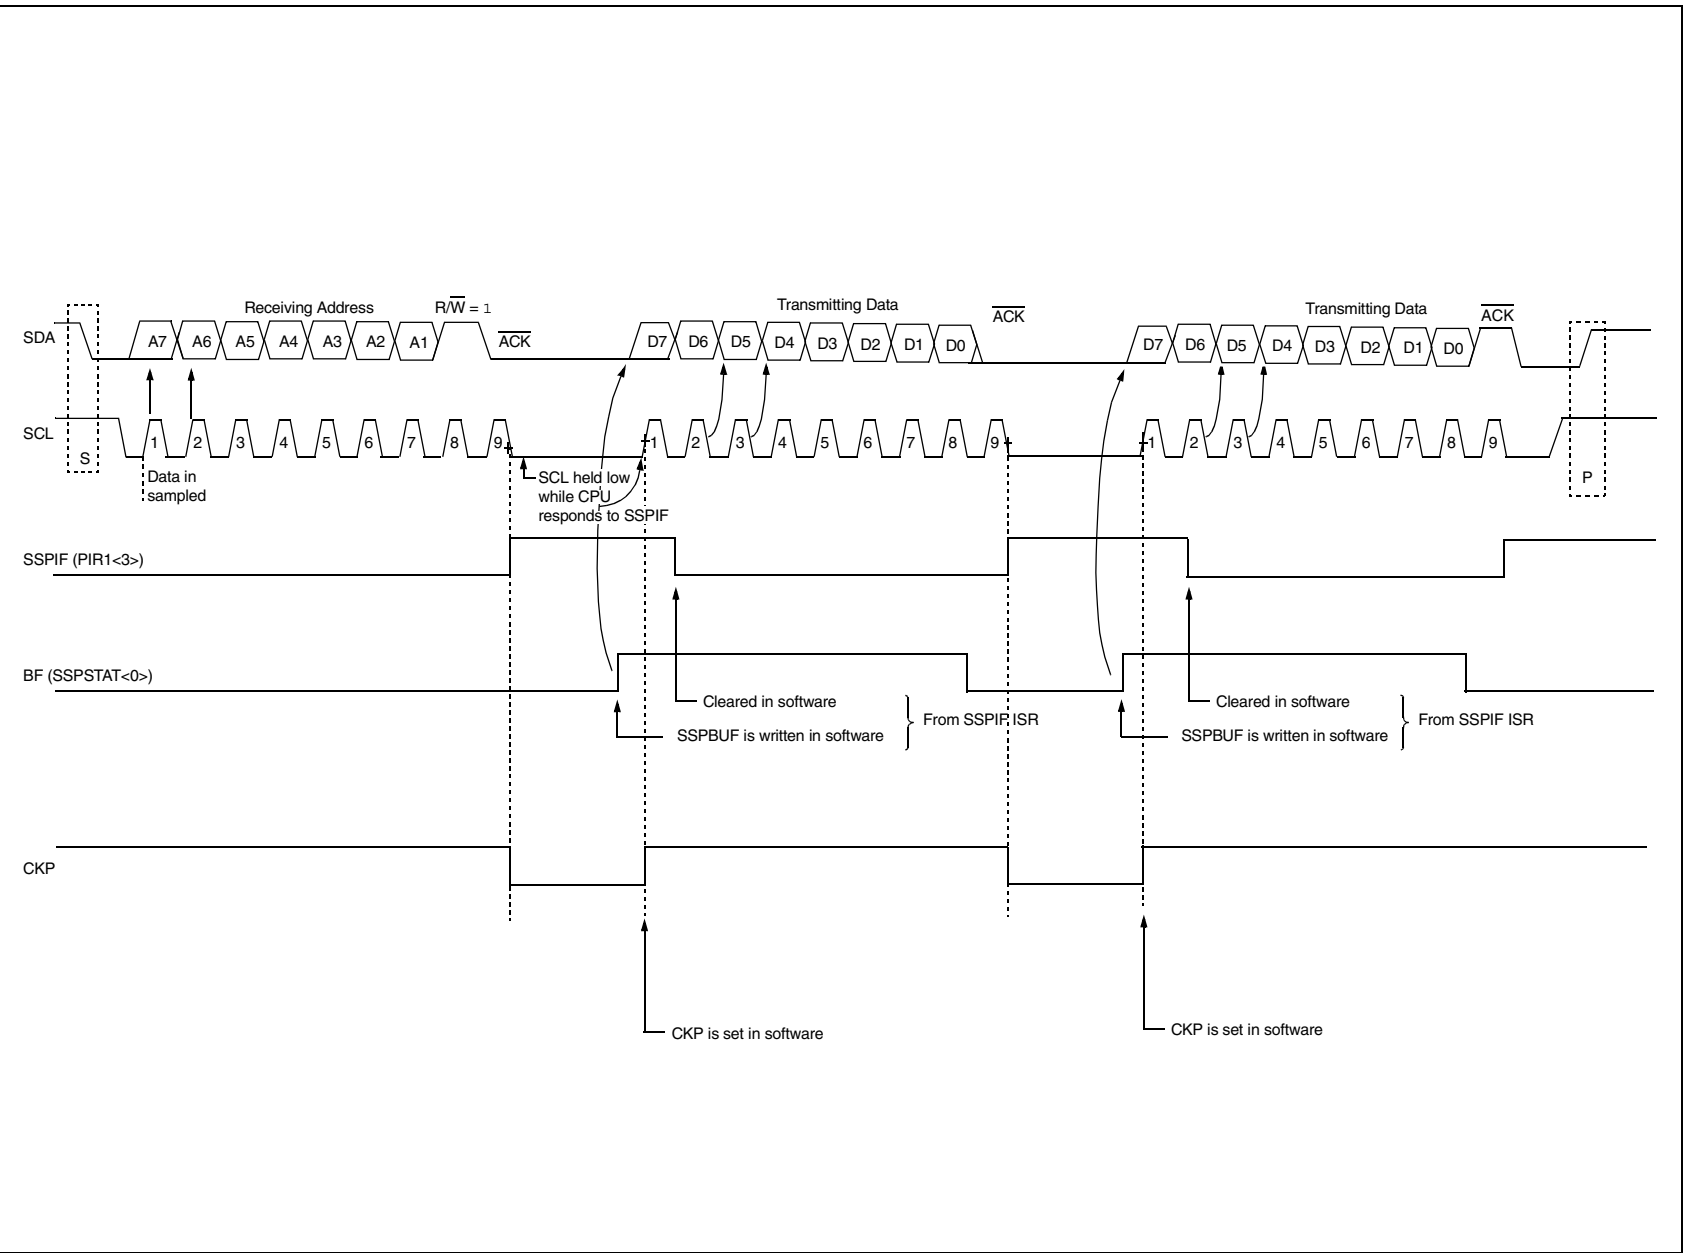 Receiving Address
R/W = 1
Transmitting Data
ACK
Transmitting Data
ACK
SDA
A7 A6 A5 A4 A3 A2 A1
ACK
D7 D6 D5 D4 D3 D2 D1 D0
D7 D6 D5 D4 D3 D2 D1 D0
SCL
S
1 2 3 4 5 6 7 8 9
1 2 3 4 5 6 7 8 9
1 2 3 4 5 6 7 8 9
P
Data in
sampled
SCL held low
while CPU
responds to SSPIF
SSPIF (PIR1<3>)
BF (SSPSTAT<0>)
Cleared in software
SSPBUF is written in software
From SSPIF ISR
Cleared in software
SSPBUF is written in software
From SSPIF ISR
CKP
CKP is set in software
CKP is set in software